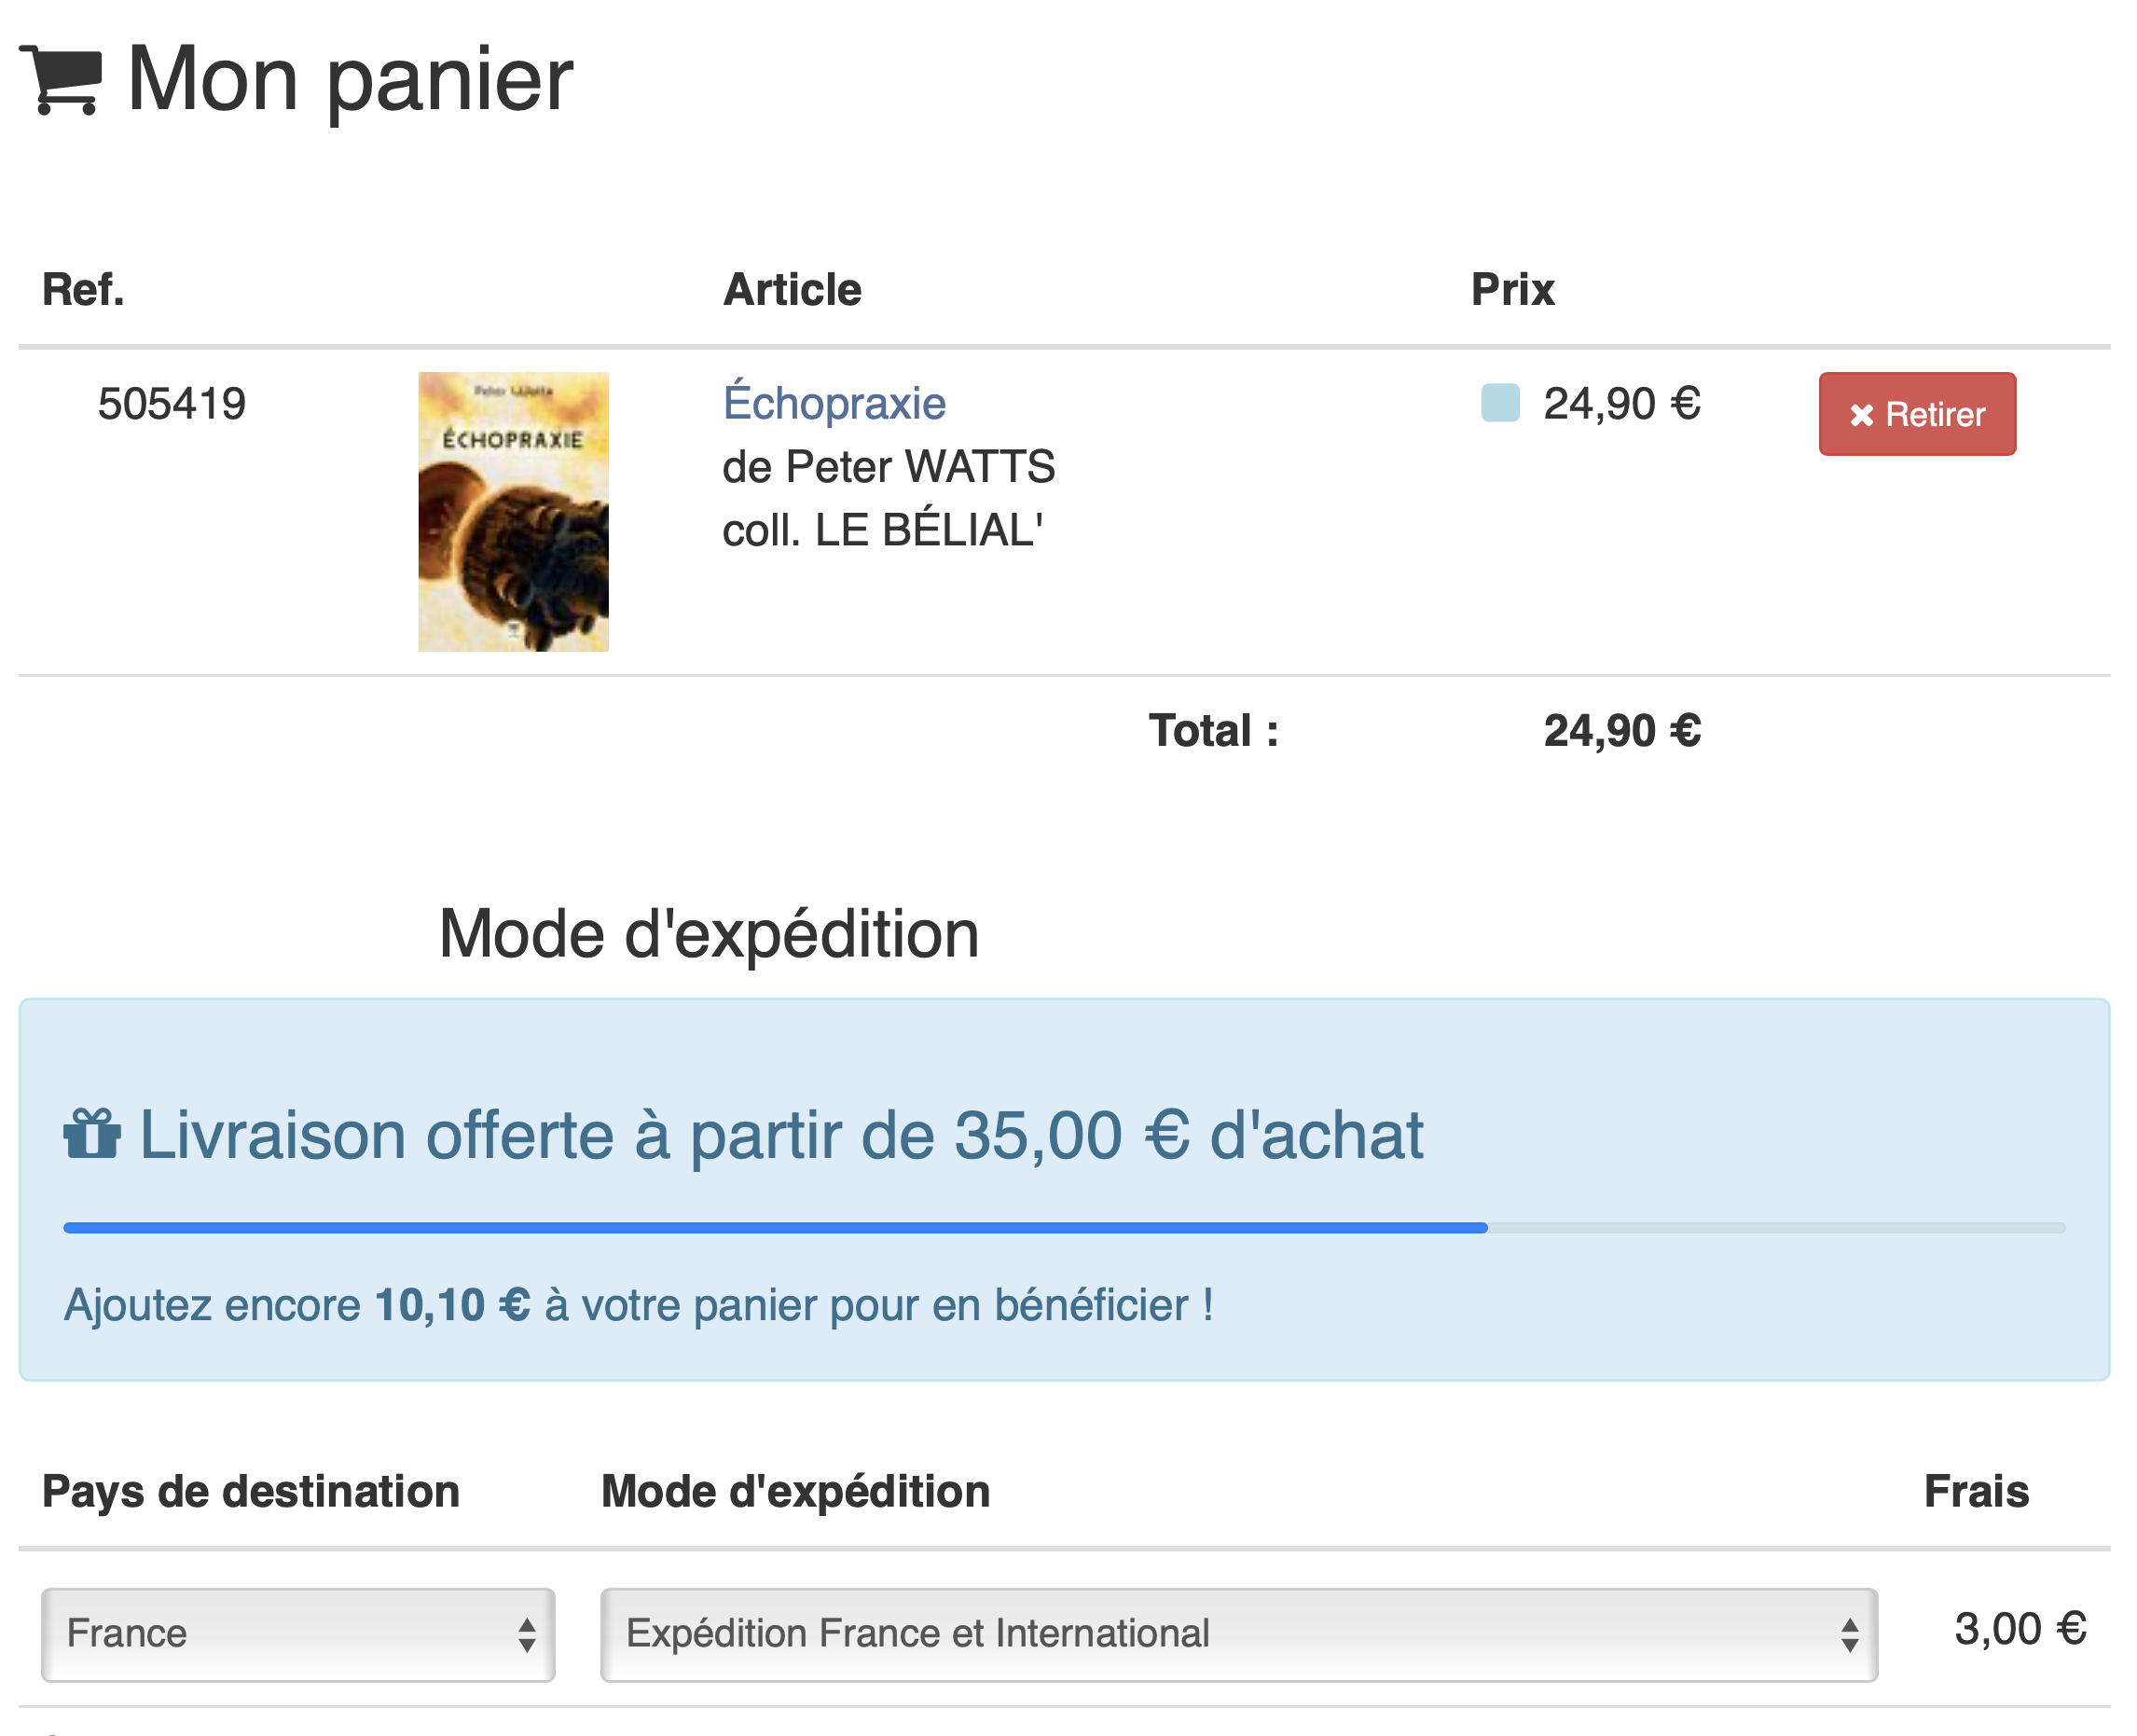 Mon panier
Ref. Article Prix
505419 Échopraxie 24,90 € Retirer
de Peter WATTS
coll. LE BÉLIAL'
Peter Watts
ÉCHOPRAXIE
Total : 24,90 €
Mode d'expédition
Livraison offerte à partir de 35,00 € d'achat
Ajoutez encore 10,10 € à votre panier pour en bénéficier !
Pays de destination Mode d'expédition Frais
France Expédition France et International 3,00 €